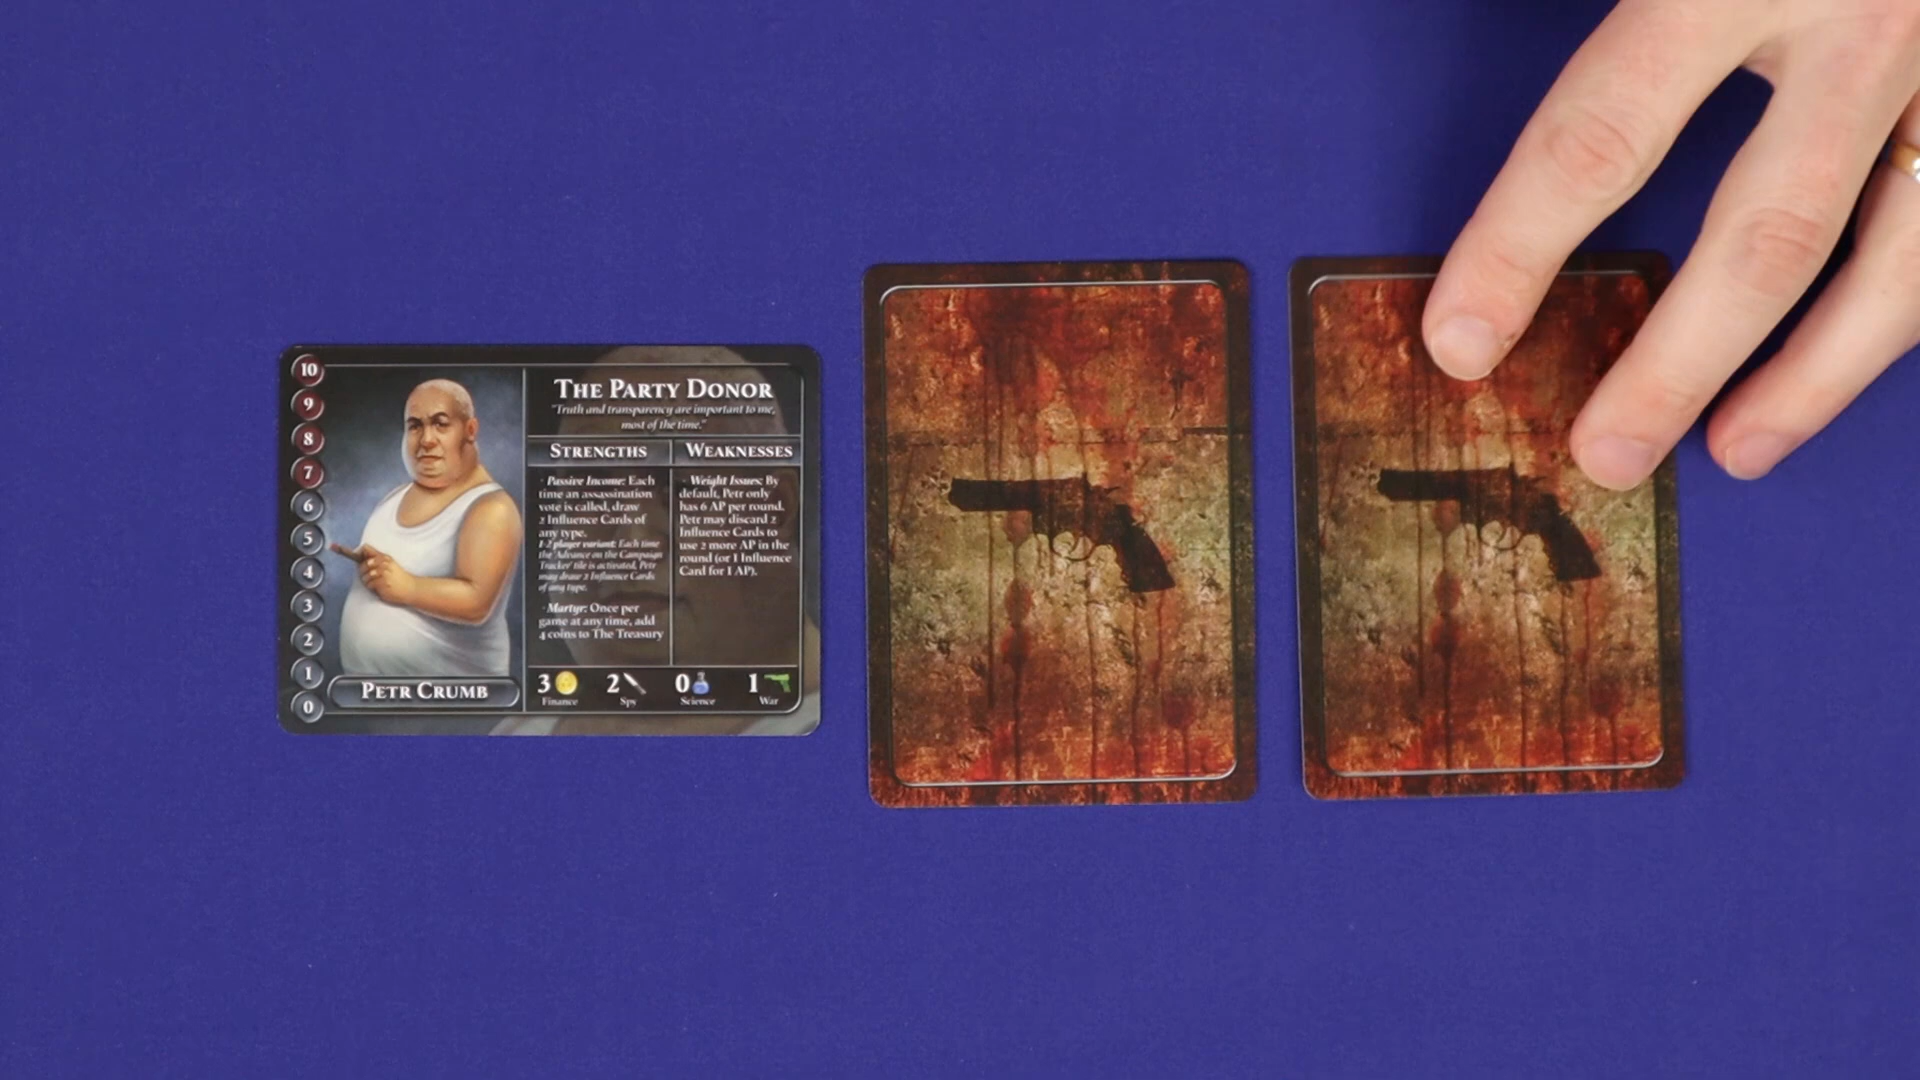 10
9
8
7
6
5
4
3
2
1
0
PETR CRUMB
THE PARTY DONOR
"Truth and transparency are important to me,
most of the time."
STRENGTHS
· Passive Income: Each
time an assassination
vote is called, draw
2 Influence Cards of
any type.
1-2 player variant: Each time
the 'Advance on the Campaign
Tracker' tile is activated, Petr
may draw 2 Influence Cards
of any type.
· Martyr: Once per
game at any time, add
4 coins to The Treasury
WEAKNESSES
· Weight Issues: By
default, Petr only
has 6 AP per round.
Petr may discard 2
Influence Cards to
use 2 more AP in the
round (or 1 Influence
Card for 1 AP).
3 2 0 1
Finance Spy Science War